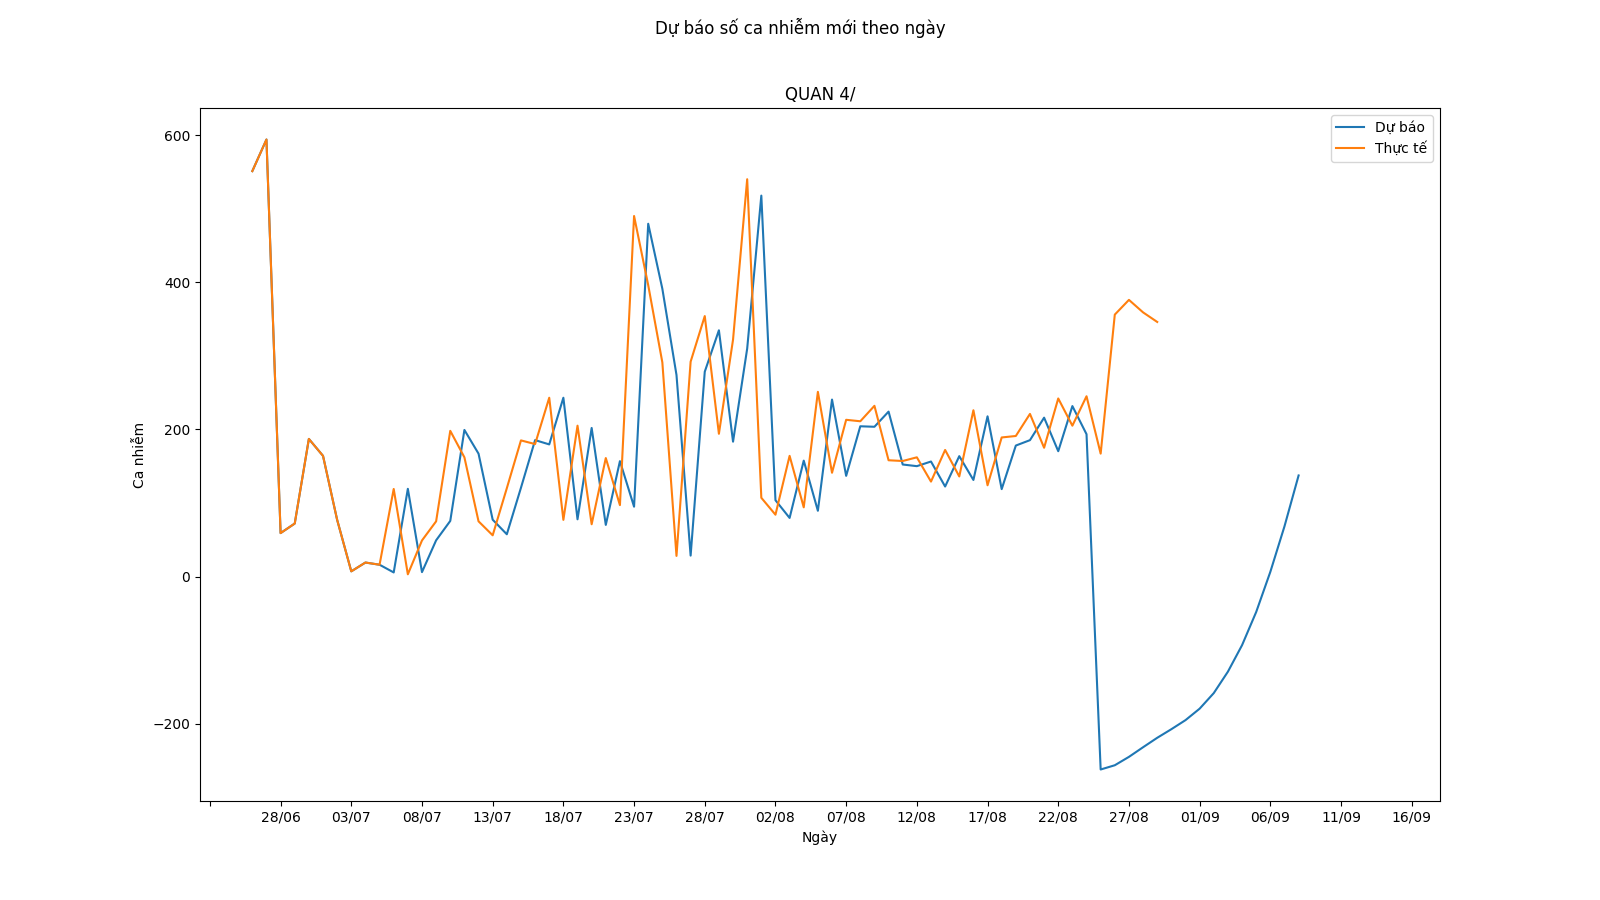 Dự báo số ca nhiễm mới theo ngày
QUAN 4/
Dự báo
Thực tế
600
400
200
0
−200
Ca nhiễm
28/06 03/07 08/07 13/07 18/07 23/07 28/07 02/08 07/08 12/08 17/08 22/08 27/08 01/09 06/09 11/09 16/09
Ngày